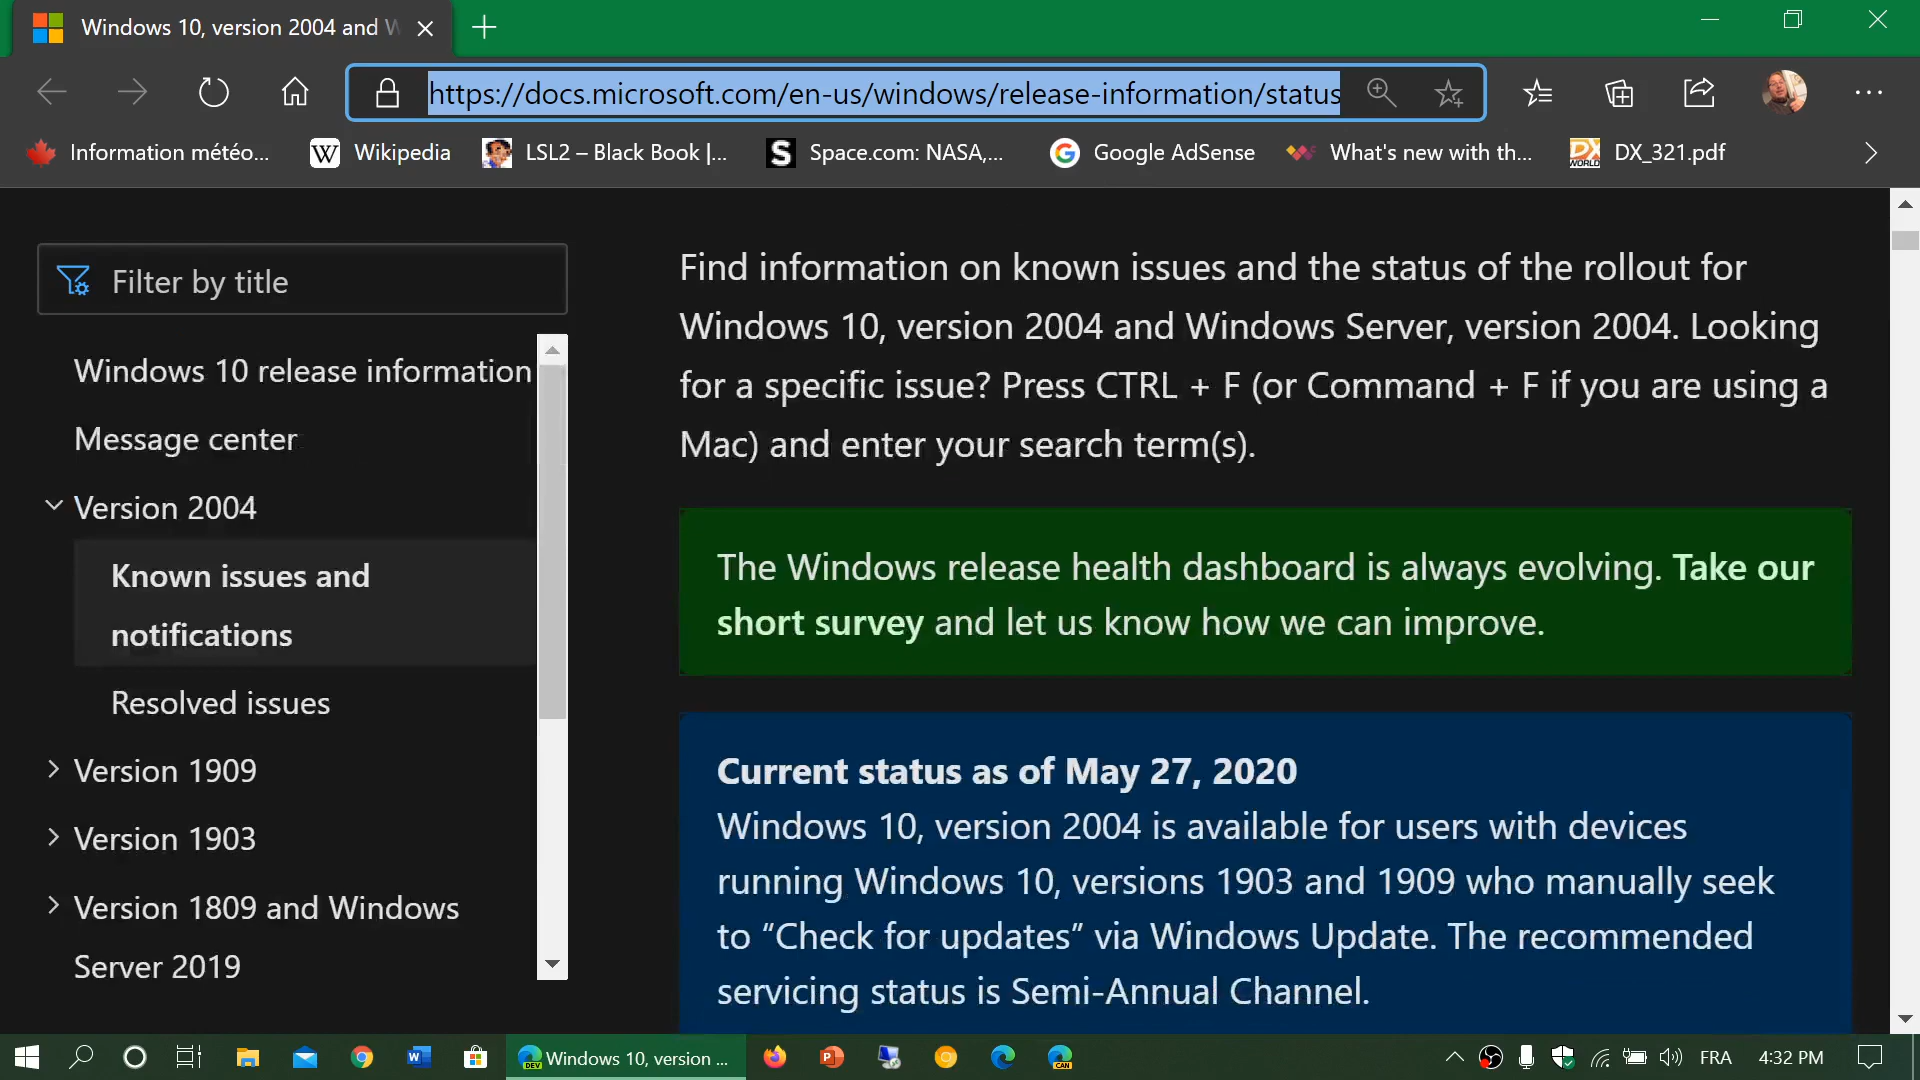 Windows 10, version 2004 and W
https://docs.microsoft.com/en-us/windows/release-information/status
Information météo...
Wikipedia
LSL2 – Black Book |...
Space.com: NASA,...
Google AdSense
What's new with th...
DX_321.pdf
Filter by title
Windows 10 release information
Message center
Version 2004
Known issues and
notifications
Resolved issues
Version 1909
Version 1903
Version 1809 and Windows
Server 2019
Find information on known issues and the status of the rollout for
Windows 10, version 2004 and Windows Server, version 2004. Looking
for a specific issue? Press CTRL + F (or Command + F if you are using a
Mac) and enter your search term(s).
The Windows release health dashboard is always evolving. Take our
short survey and let us know how we can improve.
Current status as of May 27, 2020
Windows 10, version 2004 is available for users with devices
running Windows 10, versions 1903 and 1909 who manually seek
to “Check for updates” via Windows Update. The recommended
servicing status is Semi-Annual Channel.
Windows 10, version ...
FRA
4:32 PM